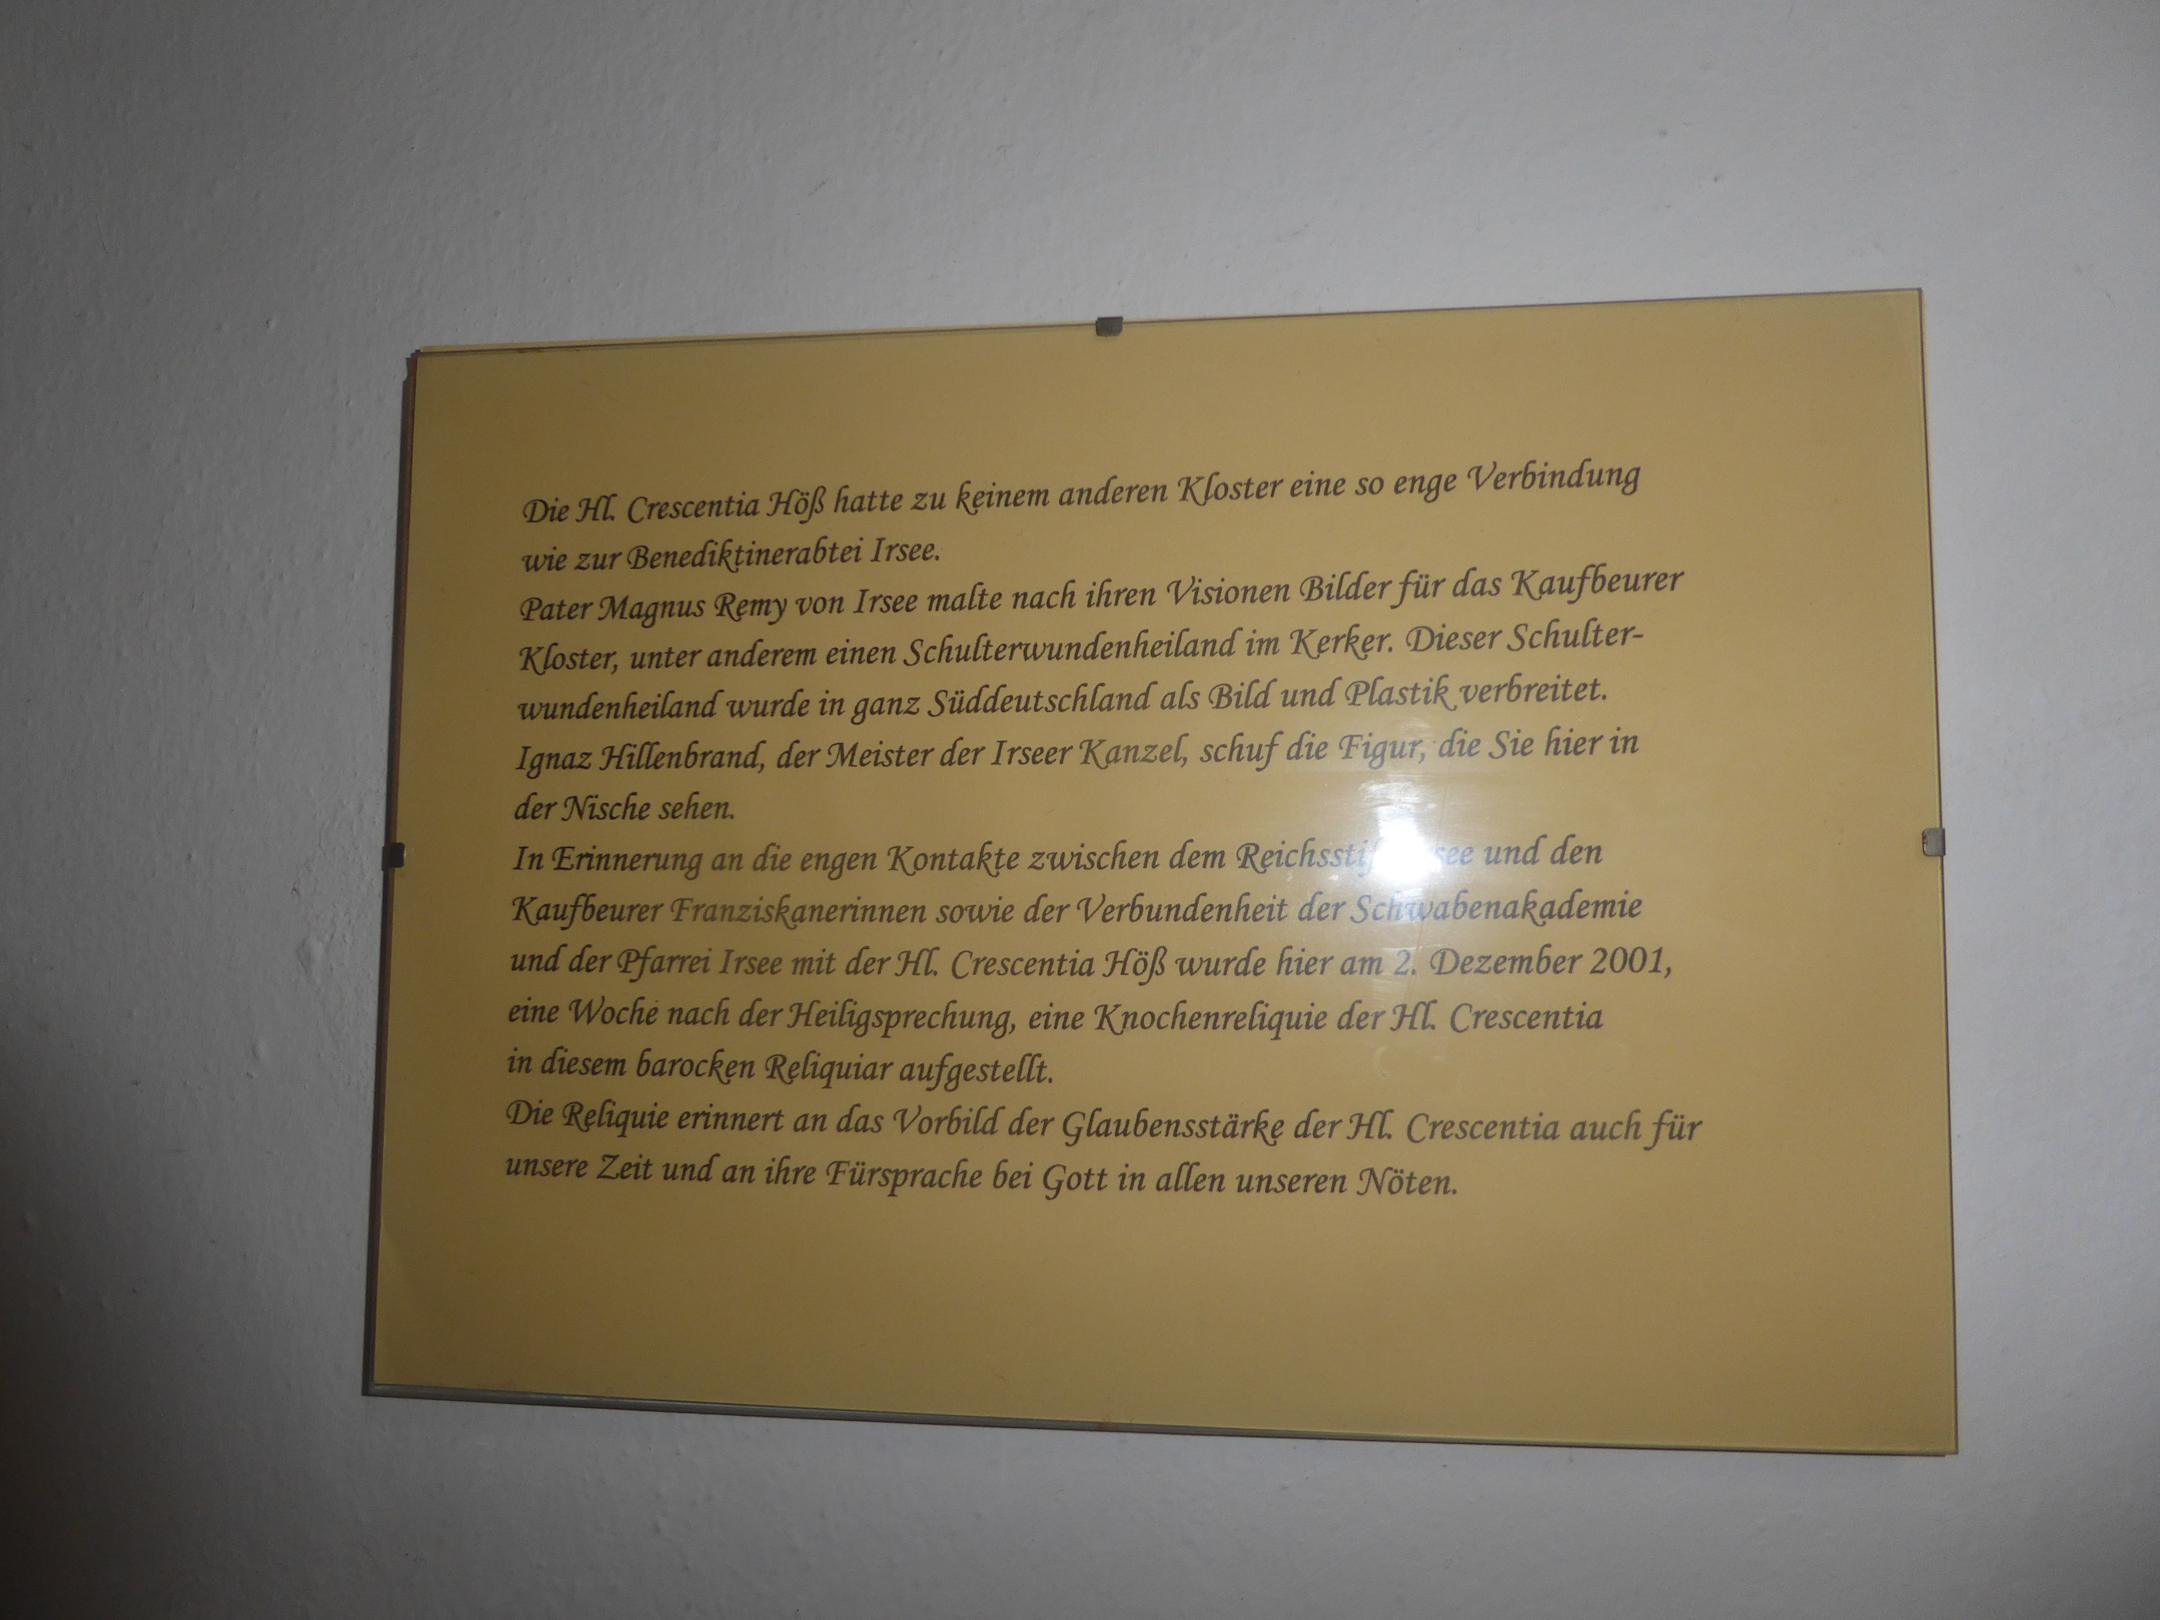 Die Hl. Crescentia Höß hatte zu keinem anderen Kloster eine so enge Verbindung
wie zur Benediktinerabtei Irsee.
Pater Magnus Remy von Irsee malte nach ihren Visionen Bilder für das Kaufbeurer
Kloster, unter anderem einen Schulterwundenheiland im Kerker. Dieser Schulter-
wundenheiland wurde in ganz Süddeutschland als Bild und Plastik verbreitet.
Ignaz Hillenbrand, der Meister der Irseer Kanzel, schuf die Figur, die Sie hier in
der Nische sehen.
In Erinnerung an die engen Kontakte zwischen dem und den
Kaufbeurer Franziskanerinnen sowie der Verbundenheit der Schwabenakademie
und der Pfarrei Irsee mit der Hl. Crescentia Höß wurde hier am 2. Dezember 2001,
eine Woche nach der Heiligsprechung, eine Knochenreliquie der Hl. Crescentia
in diesem barocken Reliquiar aufgestellt.
Die Reliquie erinnert an das Vorbild der Glaubensstärke der Hl. Crescentia auch für
unsere Zeit und an ihre Fürsprache bei Gott in allen unseren Nöten.